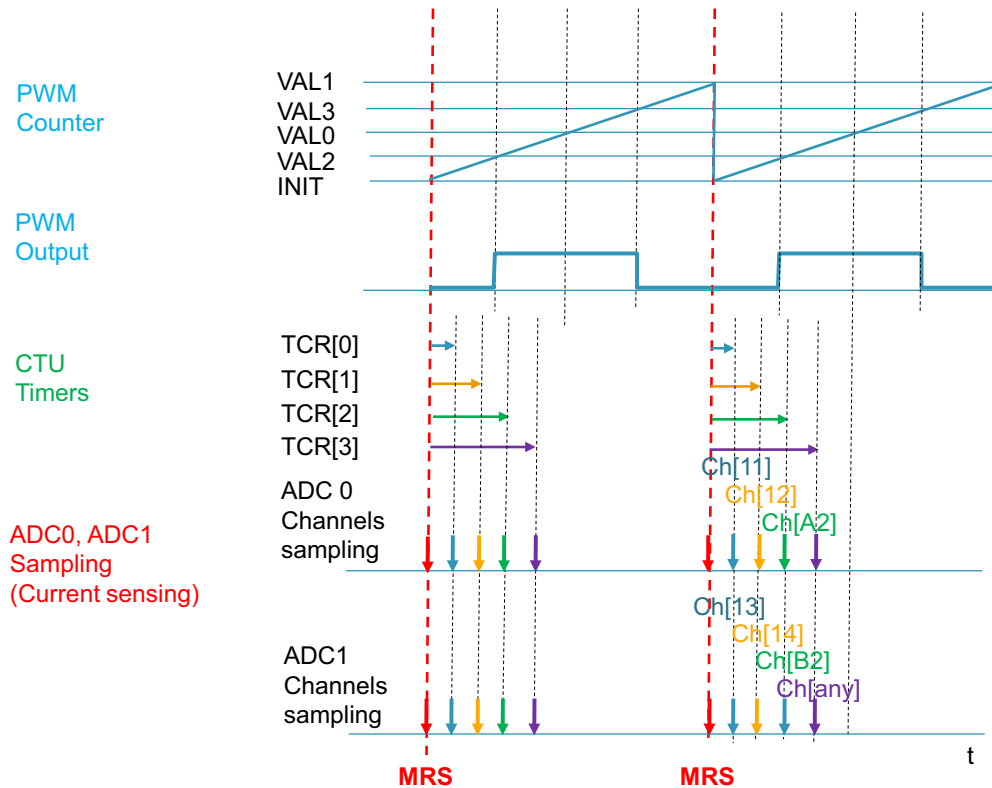 PWM
Counter
VAL1
VAL3
VAL0
VAL2
INIT
PWM
Output
CTU
Timers
TCR[0]
TCR[1]
TCR[2]
TCR[3]
ADC0, ADC1
Sampling
(Current sensing)
ADC 0
Channels
sampling
Ch[11]
Ch[12]
Ch[A2]
ADC1
Channels
sampling
Ch[13]
Ch[14]
Ch[B2]
Ch[any]
t
MRS
MRS